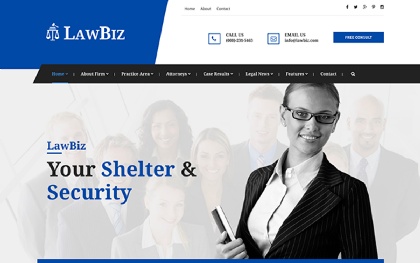 Home About Contact
LAWBIZ
CALL US
(000) 239-5445
EMAIL US
info@lawbiz.com
FREE CONSULT
Home About Firm Practice Area Attorneys Case Results Legal News Features Contact
LawBiz
Your Shelter &
Security